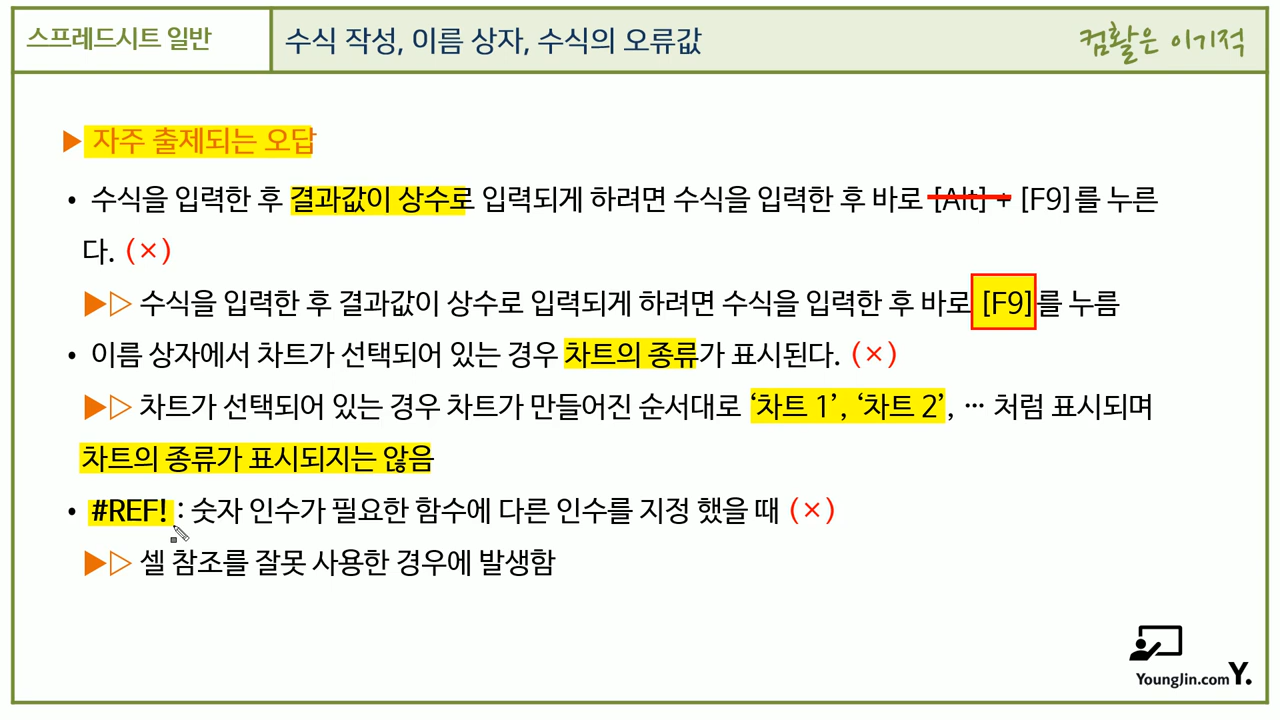 스프레드시트 일반
수식 작성, 이름 상자, 수식의 오류값
컴활은 이기적
▶ 자주 출제되는 오답
• 수식을 입력한 후 결과값이 상수로 입력되게 하려면 수식을 입력한 후 바로 [Alt] + [F9]를 누른
다. (×)
▶▷ 수식을 입력한 후 결과값이 상수로 입력되게 하려면 수식을 입력한 후 바로 [F9]를 누름
• 이름 상자에서 차트가 선택되어 있는 경우 차트의 종류가 표시된다. (×)
▶▷ 차트가 선택되어 있는 경우 차트가 만들어진 순서대로 ‘차트 1’, ‘차트 2’, … 처럼 표시되며
차트의 종류가 표시되지는 않음
• #REF! : 숫자 인수가 필요한 함수에 다른 인수를 지정 했을 때 (×)
▶▷ 셀 참조를 잘못 사용한 경우에 발생함
YoungJin.com Y.